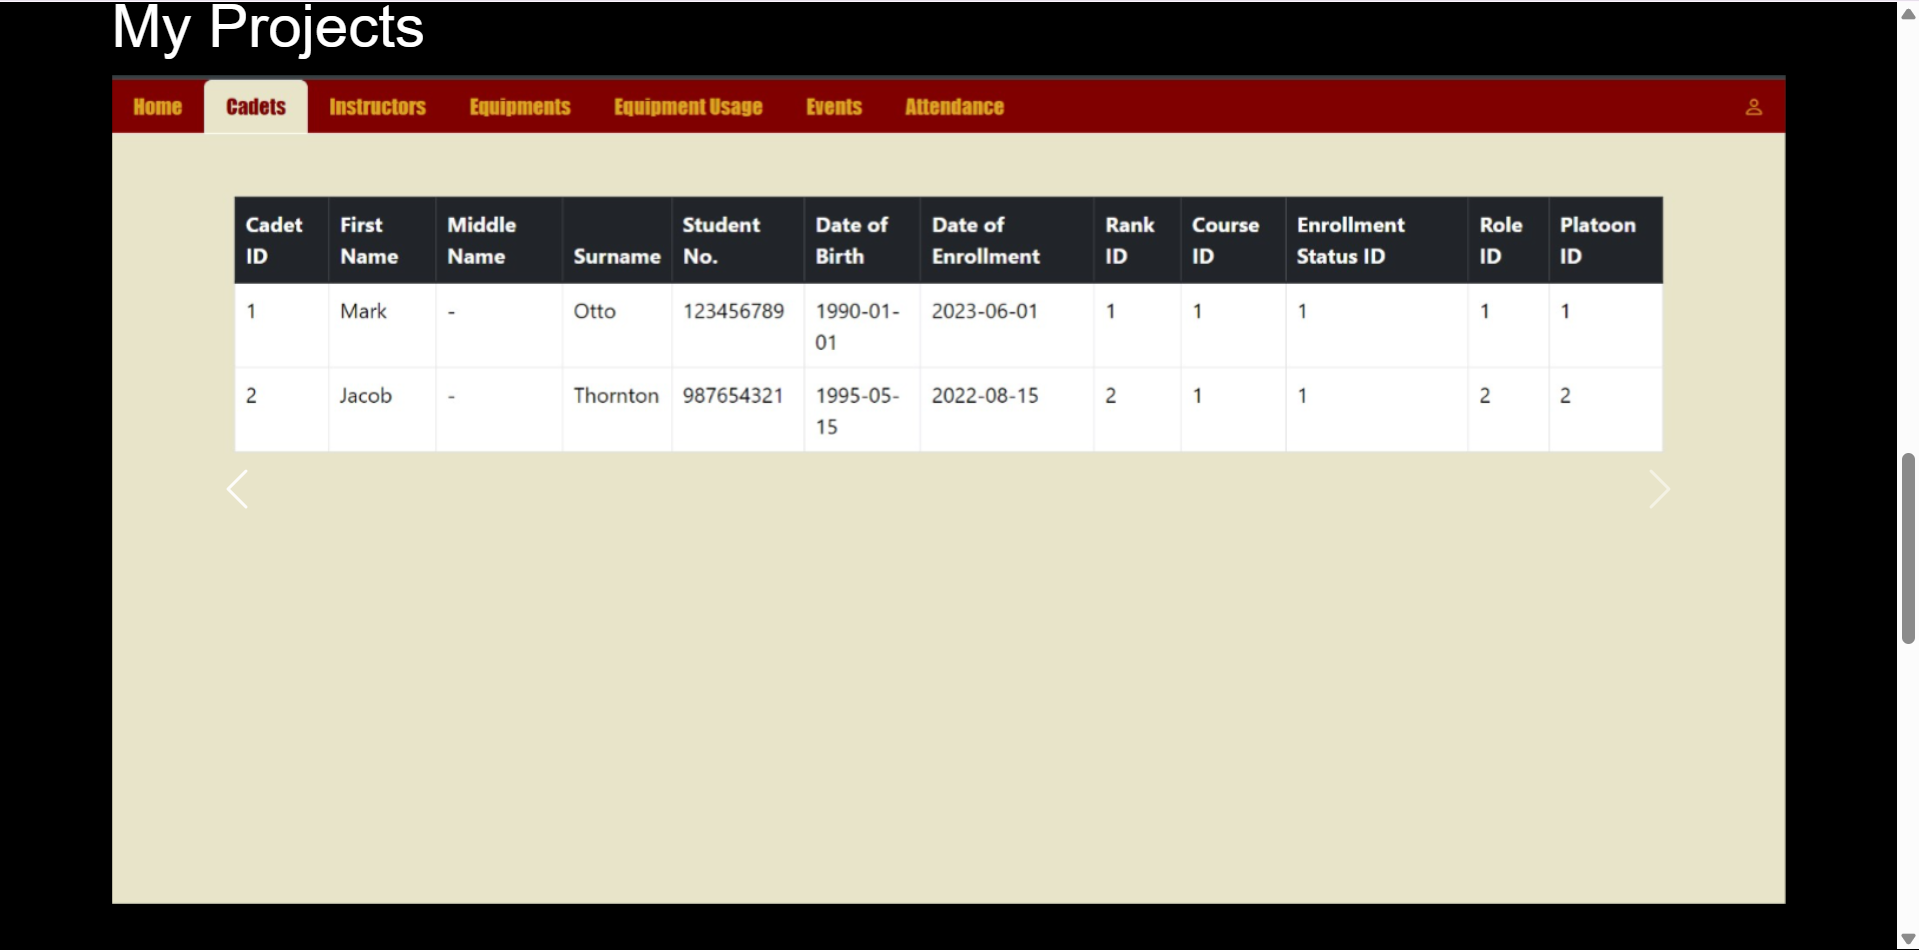 My Projects
Home Cadets Instructors Equipments Equipment Usage Events Attendance
Cadet ID First Name Middle Name Surname Student No. Date of Birth Date of Enrollment Rank ID Course ID Enrollment Status ID Role ID Platoon ID
1 Mark - Otto 123456789 1990-01-01 2023-06-01 1 1 1 1 1
2 Jacob - Thornton 987654321 1995-05-15 2022-08-15 2 1 1 2 2